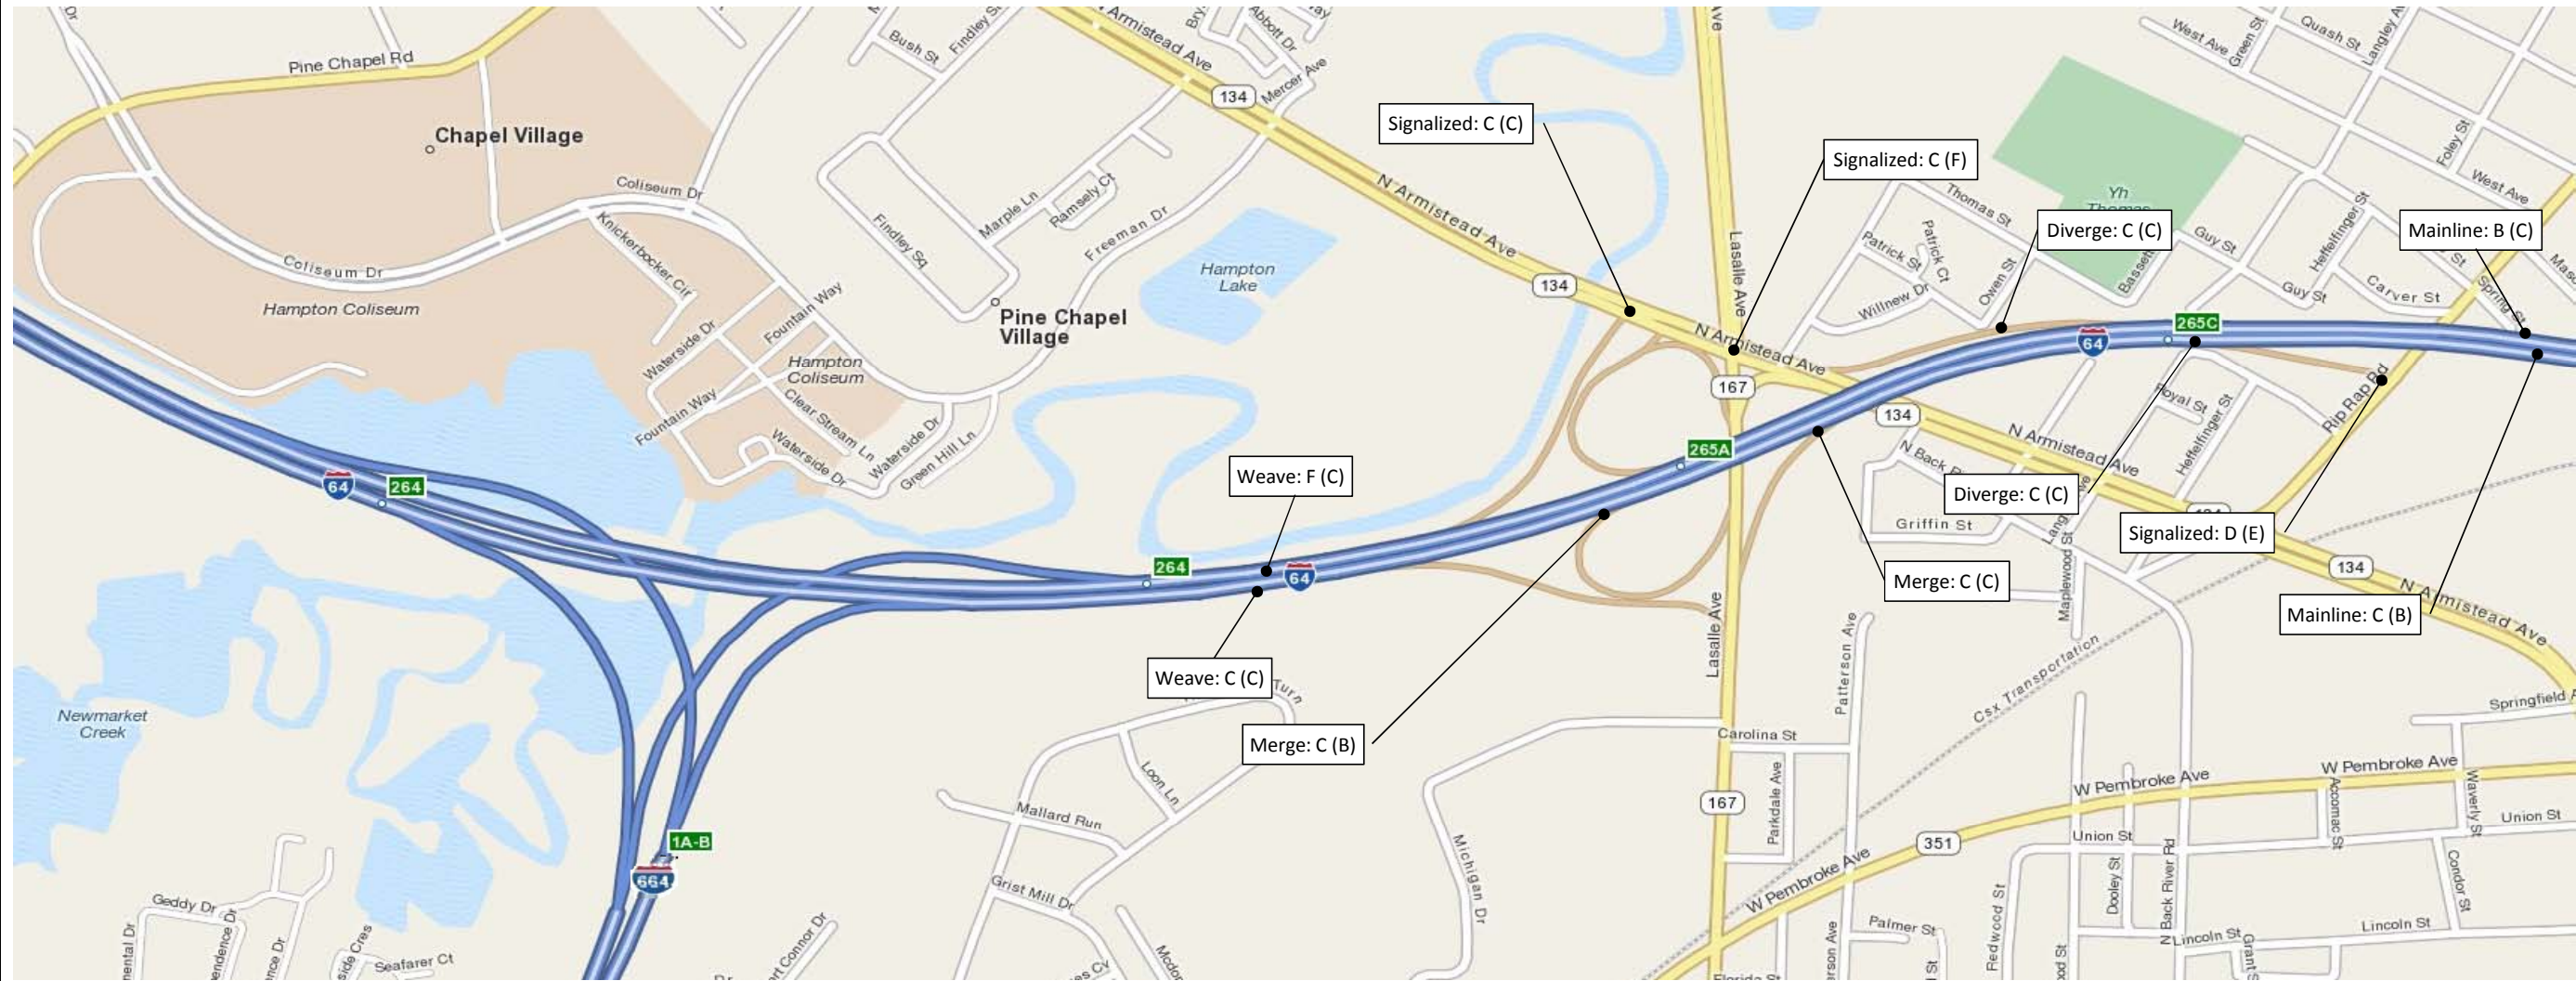 Pine Chapel Rd
Chapel Village
Coliseum Dr
Coliseum Dr
Hampton Coliseum
Knickerbocker Cir
Waterside Dr
Fountain Way
Hampton
Coliseum
Fountain Way
Clear Stream Ln
Waterside Dr
Waterside Dr
Green Hill Ln
Bush St
Findley St
Findley Sq
Marple Ln
Ramsely Ct
Freeman Dr
Pine Chapel
Village
N Armistead Ave
Abbott Dr
Mercer Ave
134
Hampton
Lake
N Armistead Ave
134
Signalized: C (C)
Signalized: C (F)
Lasalle Ave
N Armistead Ave
167
134
Thomas St
Patrick St
Patrick Ct
Willnew Dr
Owen St
Yh
Diverge: C (C)
Guy St
Guy St
Heffelfinger St
Carver St
Spring St
Mainline: B (C)
West Ave
Green St
Quash St
Langley Av
Foley St
West Ave
265C
64
Royal St
Heffelfinger St
Rip Rap Rd
N Armistead Ave
265A
Diverge: C (C)
Griffin St
Signalized: D (E)
Maplewood St
134
N Armistead Ave
Mainline: C (B)
Merge: C (C)
64
264
Weave: F (C)
264
64
Weave: C (C)
Turn
Merge: C (B)
Lasalle Ave
Patterson Ave
Csx Transportation
Springfield
Carolina St
Parkdale Ave
167
W Pembroke Ave
W Pembroke Ave
W Pembroke Ave
351
Union St
Union St
Accomac St
Waverly St
Condor St
Dooley St
N Back River Rd
Redwood St
Palmer St
Lincoln St
Lincoln St
Michigan Dr
Loon Ln
Mallard Run
Grist Mill Dr
Newmarket
Creek
1A-B
664
Geddy Dr
Seafarer Ct